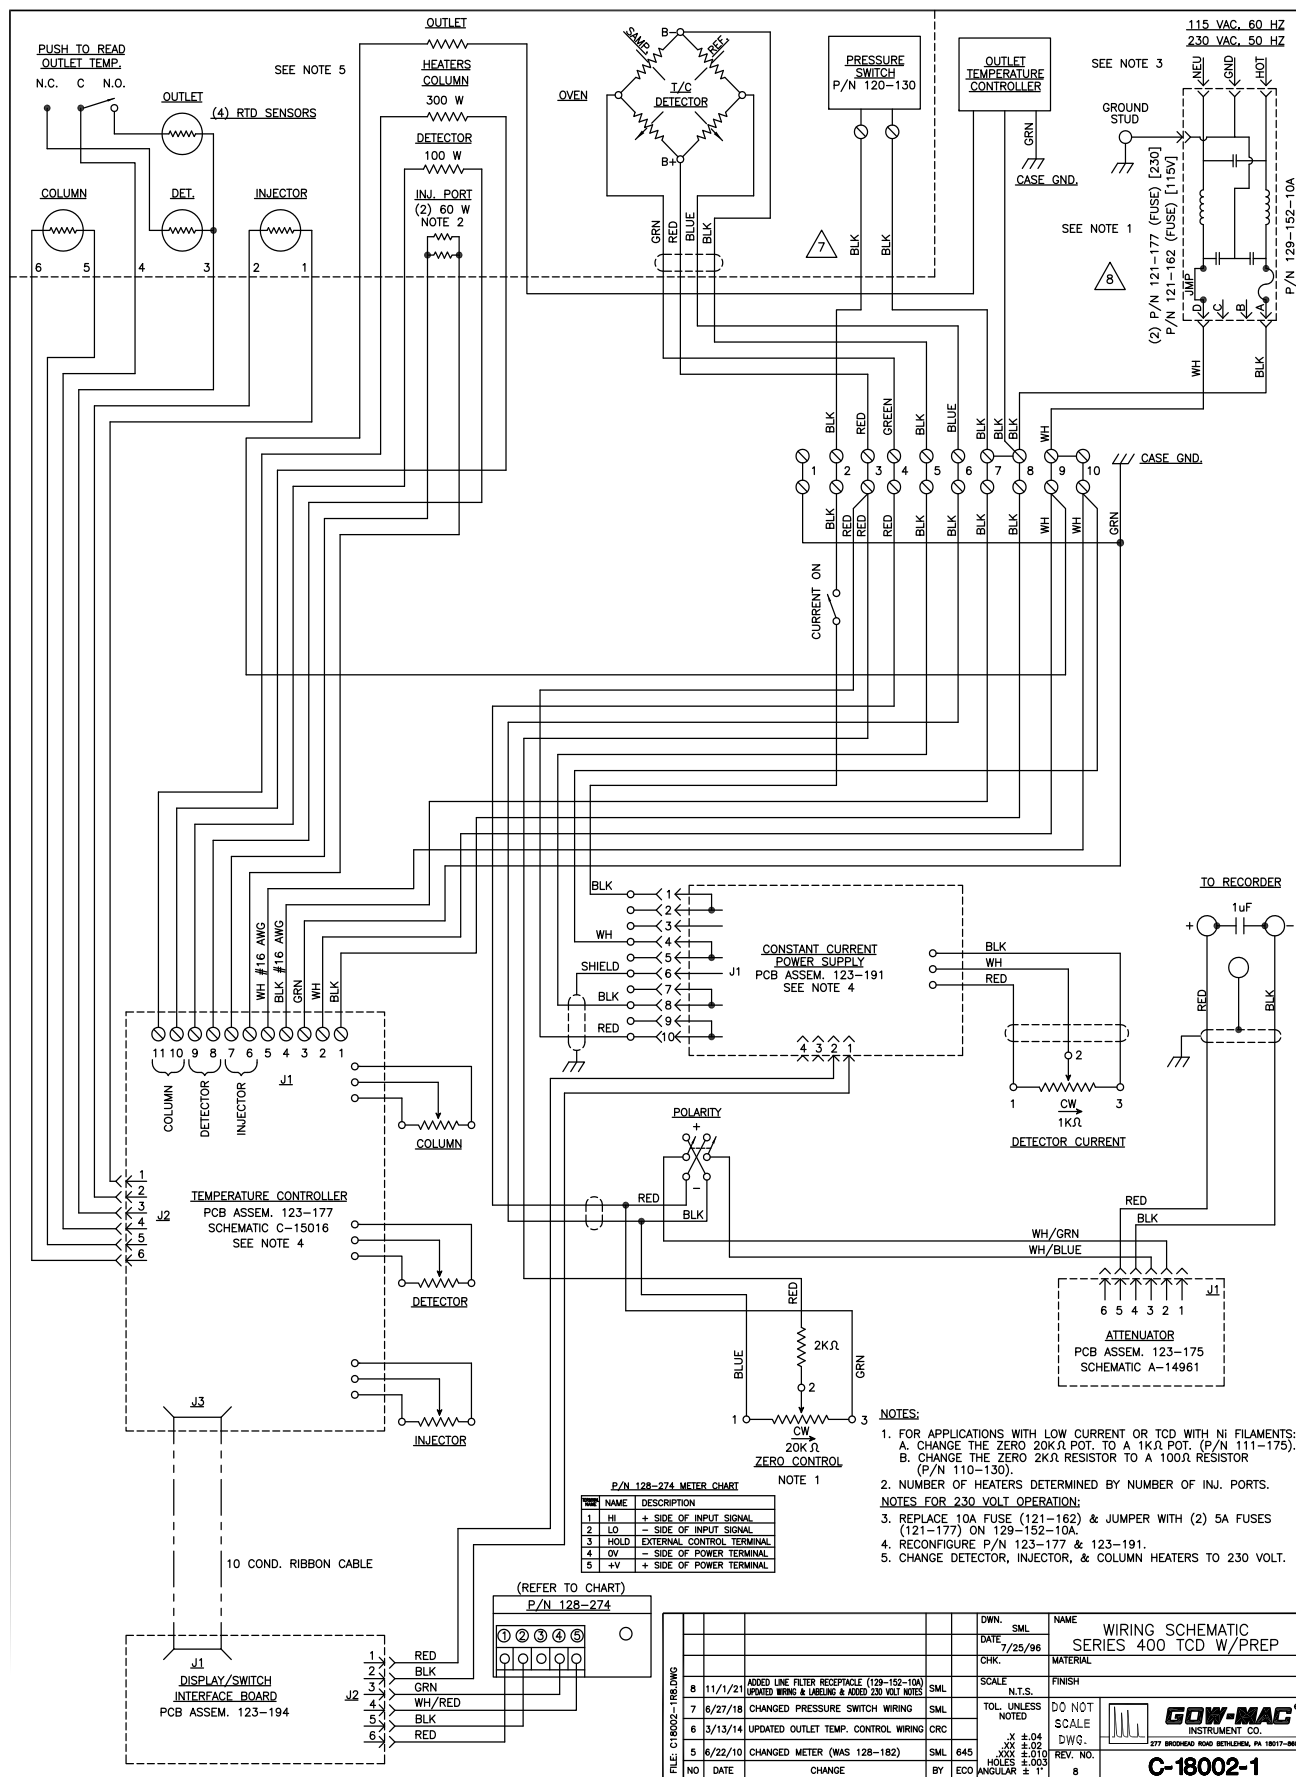 OUTLET
PUSH TO READ
OUTLET TEMP.
N.C. C N.O.
SEE NOTE 5
OUTLET
(4) RTD SENSORS
HEATERS
COLUMN
300 W
DETECTOR
100 W
INJ. PORT
(2) 60 W
NOTE 2
COLUMN
DET.
INJECTOR
6 5 4 3 2 1
OVEN
SAMP.
REF.
B-
T/C
DETECTOR
B+
GRN
RED
BLUE
BLK
PRESSURE
SWITCH
P/N 120-130
BLK
BLK
7
OUTLET
TEMPERATURE
CONTROLLER
GRN
CASE GND.
115 VAC, 60 HZ
230 VAC, 50 HZ
SEE NOTE 3
NEU
GND
HOT
GROUND
STUD
SEE NOTE 1
8
(2) P/N 121-177 (FUSE) [230]
P/N 121-162 (FUSE) [115V]
P/N 129-152-10A
JMP
D C B A
WH
BLK
BLK
RED
GREEN
BLK
BLUE
BLK
BLK
BLK
WH
1 2 3 4 5 6 7 8 9 10
CASE GND.
BLK
RED
RED
RED
BLK
BLK
BLK
BLK
WH
WH
GRN
CURRENT ON
WH #16 AWG
BLK #16 AWG
GRN
WH
BLK
11 10 9 8 7 6 5 4 3 2 1
COLUMN
DETECTOR
INJECTOR
J1
COLUMN
1
2
3
4
5
6
J2
TEMPERATURE CONTROLLER
PCB ASSEM. 123-177
SCHEMATIC C-15016
SEE NOTE 4
DETECTOR
INJECTOR
J3
BLK
WH
SHIELD
BLK
RED
1
2
3
4
5
6
7
8
9
10
J1
CONSTANT CURRENT
POWER SUPPLY
PCB ASSEM. 123-191
SEE NOTE 4
4 3 2 1
BLK
WH
RED
2
1 3
CW
1KΩ
DETECTOR CURRENT
TO RECORDER
1uF
+ -
RED
BLK
POLARITY
+
-
RED
BLK
WH/GRN
WH/BLUE
RED
BLK
J1
6 5 4 3 2 1
ATTENUATOR
PCB ASSEM. 123-175
SCHEMATIC A-14961
RED
2KΩ
BLUE
GRN
2
1 3
CW
20KΩ
ZERO CONTROL
NOTE 1
NOTES:
1. FOR APPLICATIONS WITH LOW CURRENT OR TCD WITH Ni FILAMENTS:
A. CHANGE THE ZERO 20KΩ POT. TO A 1KΩ POT. (P/N 111-175).
B. CHANGE THE ZERO 2KΩ RESISTOR TO A 100Ω RESISTOR
(P/N 110-130).
2. NUMBER OF HEATERS DETERMINED BY NUMBER OF INJ. PORTS.
NOTES FOR 230 VOLT OPERATION:
3. REPLACE 10A FUSE (121-162) & JUMPER WITH (2) 5A FUSES
(121-177) ON 129-152-10A.
4. RECONFIGURE P/N 123-177 & 123-191.
5. CHANGE DETECTOR, INJECTOR, & COLUMN HEATERS TO 230 VOLT.
P/N 128-274 METER CHART
NAME DESCRIPTION
1 HI + SIDE OF INPUT SIGNAL
2 LO - SIDE OF INPUT SIGNAL
3 HOLD EXTERNAL CONTROL TERMINAL
4 0V - SIDE OF POWER TERMINAL
5 +V + SIDE OF POWER TERMINAL
10 COND. RIBBON CABLE
(REFER TO CHART)
P/N 128-274
1 2 3 4 5
J1
DISPLAY/SWITCH
INTERFACE BOARD
PCB ASSEM. 123-194
J2
1 RED
2 BLK
3 GRN
4 WH/RED
5 BLK
6 RED
FILE: C18002-1R8.DWG
8 11/1/21 ADDED LINE FILTER RECEPTACLE (129-152-10A) UPDATED WIRING & LABELING & ADDED 230 VOLT NOTES SML
7 6/27/18 CHANGED PRESSURE SWITCH WIRING SML
6 3/13/14 UPDATED OUTLET TEMP. CONTROL WIRING CRC
5 6/22/10 CHANGED METER (WAS 128-182) SML 645
NO DATE CHANGE BY ECO
DWN. SML
DATE 7/25/96
CHK.
SCALE N.T.S.
TOL. UNLESS
NOTED
.X ±.04
.XX ±.02
.XXX ±.010
HOLES ±.003
ANGULAR ± 1°
NAME
WIRING SCHEMATIC
SERIES 400 TCD W/PREP
MATERIAL
FINISH
DO NOT
SCALE
DWG.
REV. NO.
8
GOW-MAC®
INSTRUMENT CO.
277 BRODHEAD ROAD BETHLEHEM, PA
C-18002-1